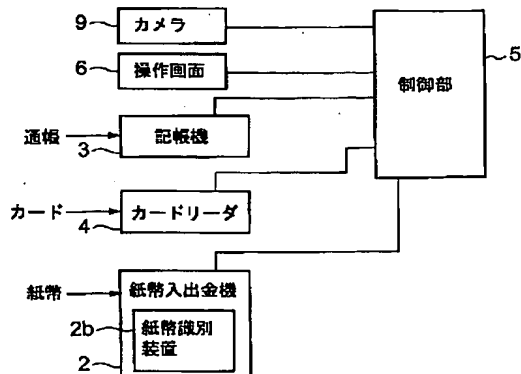 9 カメラ
6 操作画面
5
制御部
通帳
3 記帳機
カード
4 カードリーダ
紙幣
紙幣入出金機
2b 紙幣識別
装置
2